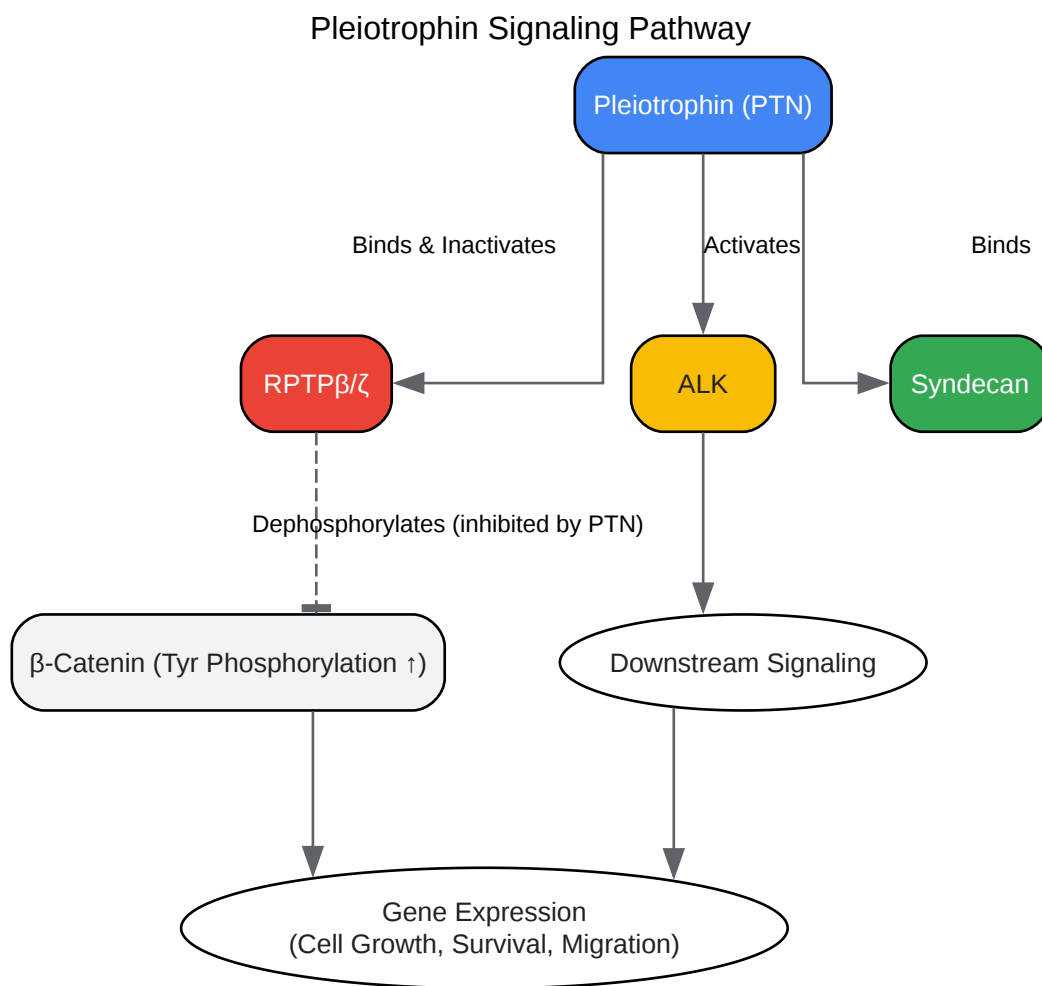 Pleiotrophin Signaling Pathway
Pleiotrophin (PTN)
Binds & Inactivates
Activates
Binds
RPTPβ/ζ
ALK
Syndecan
Dephosphorylates (inhibited by PTN)
β-Catenin (Tyr Phosphorylation ↑)
Downstream Signaling
Gene Expression
(Cell Growth, Survival, Migration)